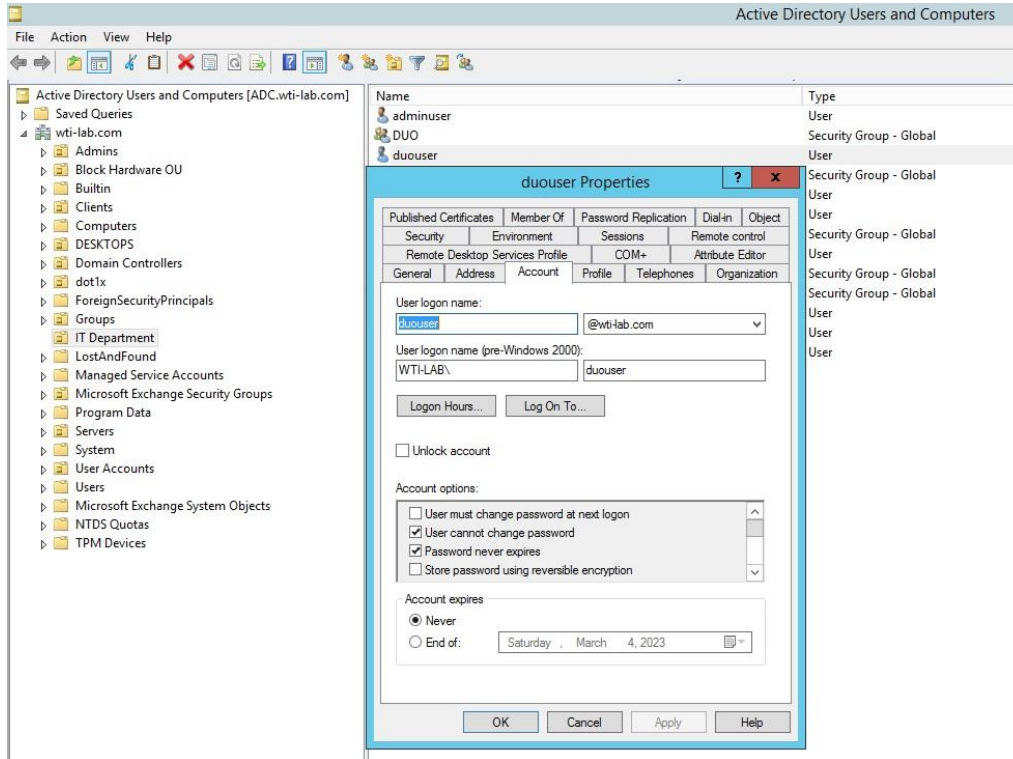 Active Directory Users and Computers
File Action View Help
Active Directory Users and Computers [ADC.wti-lab.com]
Saved Queries
wti-lab.com
Admins
Block Hardware OU
Builtin
Clients
Computers
DESKTOPS
Domain Controllers
dot1x
ForeignSecurityPrincipals
Groups
IT Department
LostAndFound
Managed Service Accounts
Microsoft Exchange Security Groups
Program Data
Servers
System
User Accounts
Users
Microsoft Exchange System Objects
NTDS Quotas
TPM Devices
Name Type
adminuser User
DUO Security Group - Global
duouser User
Security Group - Global
User
User
Security Group - Global
User
Security Group - Global
Security Group - Global
User
User
User
duouser Properties ? x
Published Certificates Member Of Password Replication Dial-in Object
Security Environment Sessions Remote control
Remote Desktop Services Profile COM+ Attribute Editor
General Address Account Profile Telephones Organization
User logon name:
duouser @wti-lab.com
User logon name (pre-Windows 2000):
WTI-LAB\ duouser
Logon Hours... Log On To...
Unlock account
Account options:
User must change password at next logon
User cannot change password
Password never expires
Store password using reversible encryption
Account expires
Never
End of: Saturday , March 4, 2023
OK Cancel Apply Help